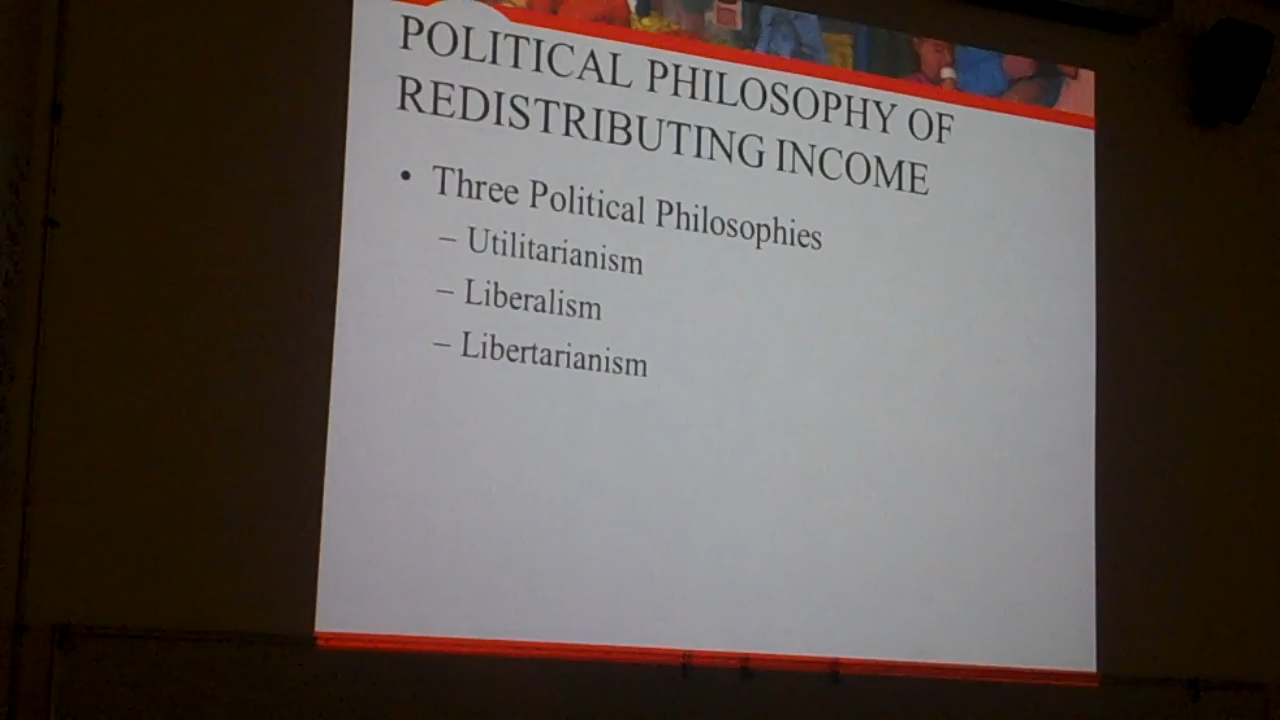 POLITICAL PHILOSOPHY OF
REDISTRIBUTING INCOME
• Three Political Philosophies
– Utilitarianism
– Liberalism
– Libertarianism